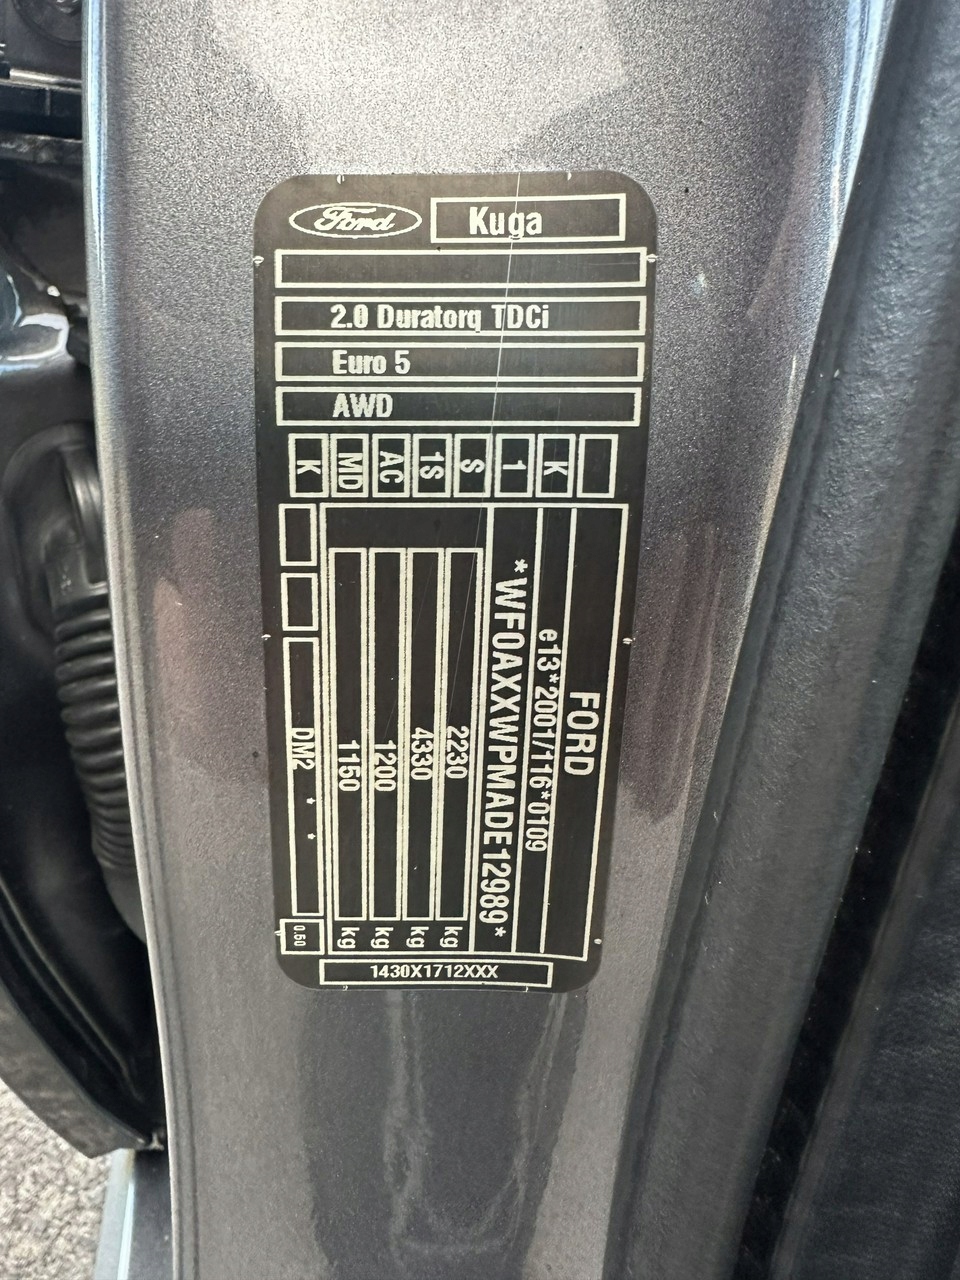 Ford
Kuga
2.0 Duratorq TDCi
Euro 5
AWD
K MD AC 1S S 1 K
FORD
e13*2001/116*0109
*WF0AXXWPMADE12989*
2230 kg
4330 kg
1200 kg
1150 kg
DM2 * *
0.50
1430X1712XXX